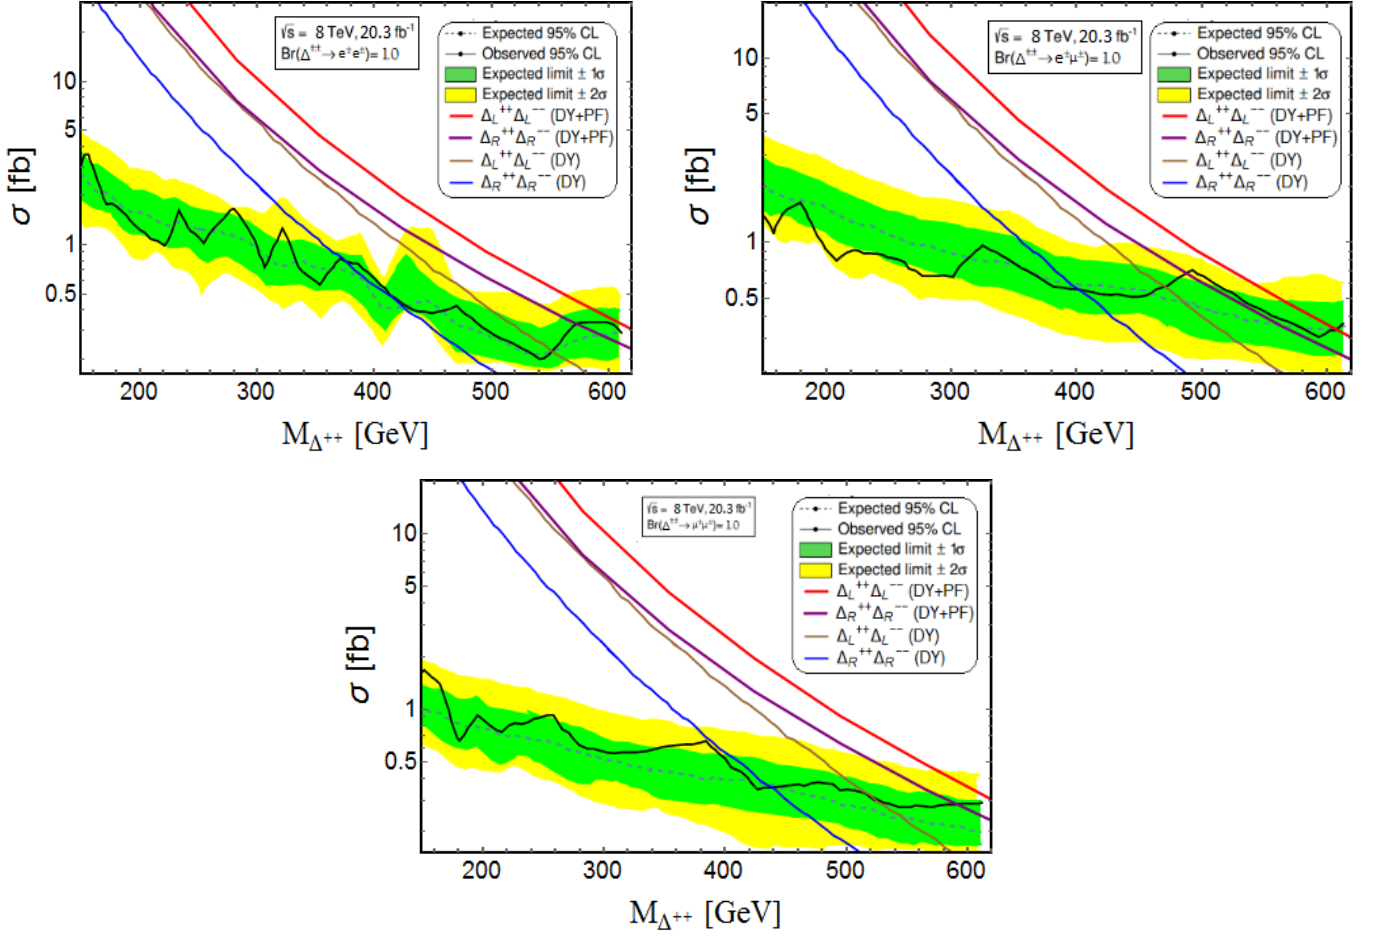 √s = 8 TeV, 20.3 fb⁻¹
Br(Δ^±± → e^± e^±) = 1.0
Expected 95% CL
Observed 95% CL
Expected limit ± 1σ
Expected limit ± 2σ
Δ_L^++ Δ_L^-- (DY+PF)
Δ_R^++ Δ_R^-- (DY+PF)
Δ_L^++ Δ_L^-- (DY)
Δ_R^++ Δ_R^-- (DY)
σ [fb]
10
5
1
0.5
200 300 400 500 600
M_Δ^++ [GeV]
√s = 8 TeV, 20.3 fb⁻¹
Br(Δ^±± → e^± μ^±) = 1.0
Expected 95% CL
Observed 95% CL
Expected limit ± 1σ
Expected limit ± 2σ
Δ_L^++ Δ_L^-- (DY+PF)
Δ_R^++ Δ_R^-- (DY+PF)
Δ_L^++ Δ_L^-- (DY)
Δ_R^++ Δ_R^-- (DY)
σ [fb]
10
5
1
0.5
200 300 400 500 600
M_Δ^++ [GeV]
√s = 8 TeV, 20.3 fb⁻¹
Br(Δ^±± → μ^± μ^±) = 1.0
Expected 95% CL
Observed 95% CL
Expected limit ± 1σ
Expected limit ± 2σ
Δ_L^++ Δ_L^-- (DY+PF)
Δ_R^++ Δ_R^-- (DY+PF)
Δ_L^++ Δ_L^-- (DY)
Δ_R^++ Δ_R^-- (DY)
σ [fb]
10
5
1
0.5
200 300 400 500 600
M_Δ^++ [GeV]